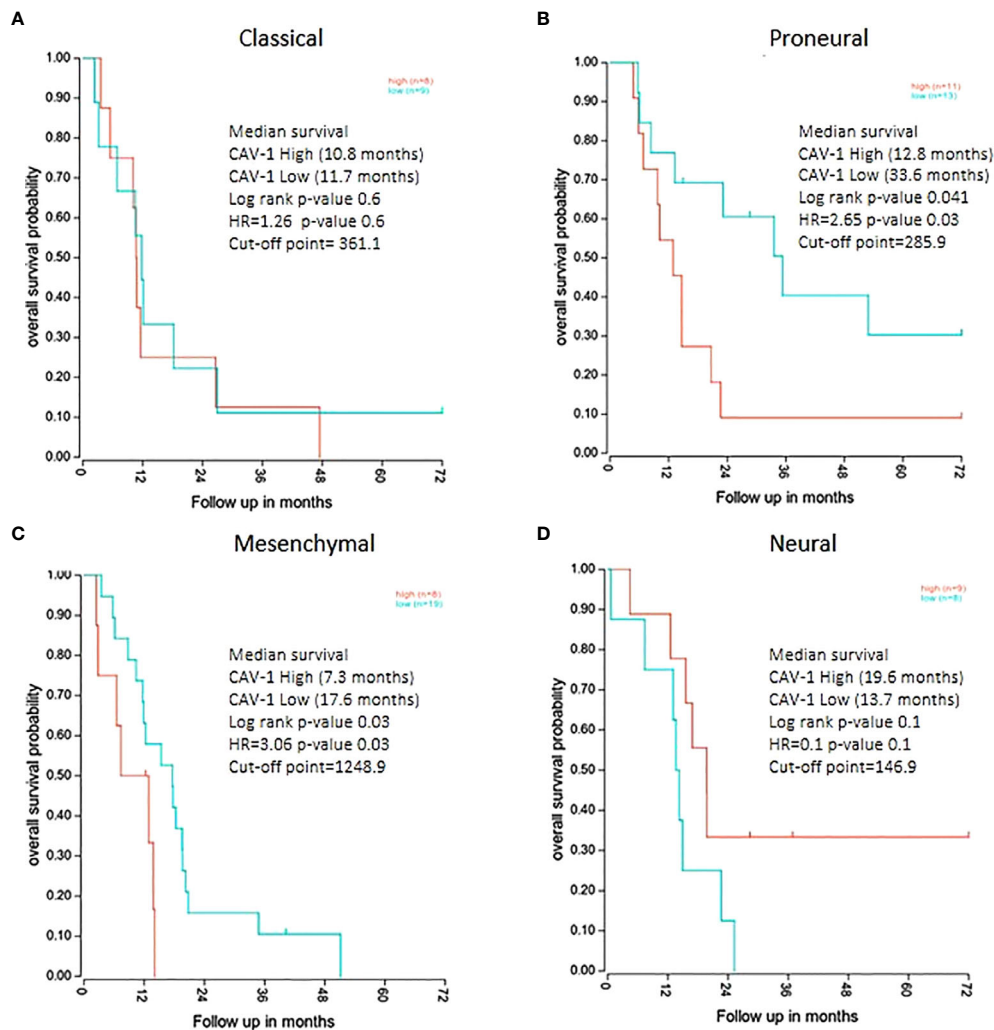 A
Classical
high (n=8)
low (n=9)
Median survival
CAV-1 High (10.8 months)
CAV-1 Low (11.7 months)
Log rank p-value 0.6
HR=1.26 p-value 0.6
Cut-off point= 361.1
overall survival probability
1.00
0.90
0.80
0.70
0.60
0.50
0.40
0.30
0.20
0.10
0.00
0 12 24 36 48 60 72
Follow up in months
B
Proneural
high (n=11)
low (n=13)
Median survival
CAV-1 High (12.8 months)
CAV-1 Low (33.6 months)
Log rank p-value 0.041
HR=2.65 p-value 0.03
Cut-off point=285.9
overall survival probability
1.00
0.90
0.80
0.70
0.60
0.50
0.40
0.30
0.20
0.10
0.00
0 12 24 36 48 60 72
Follow up in months
C
Mesenchymal
high (n=8)
low (n=19)
Median survival
CAV-1 High (7.3 months)
CAV-1 Low (17.6 months)
Log rank p-value 0.03
HR=3.06 p-value 0.03
Cut-off point=1248.9
overall survival probability
1.00
0.90
0.80
0.70
0.60
0.50
0.40
0.30
0.20
0.10
0.00
0 12 24 36 48 60 72
Follow up in months
D
Neural
high (n=9)
low (n=8)
Median survival
CAV-1 High (19.6 months)
CAV-1 Low (13.7 months)
Log rank p-value 0.1
HR=0.1 p-value 0.1
Cut-off point=146.9
overall survival probability
1.00
0.90
0.80
0.70
0.60
0.50
0.40
0.30
0.20
0.10
0.00
0 12 24 36 48 60 72
Follow up in months